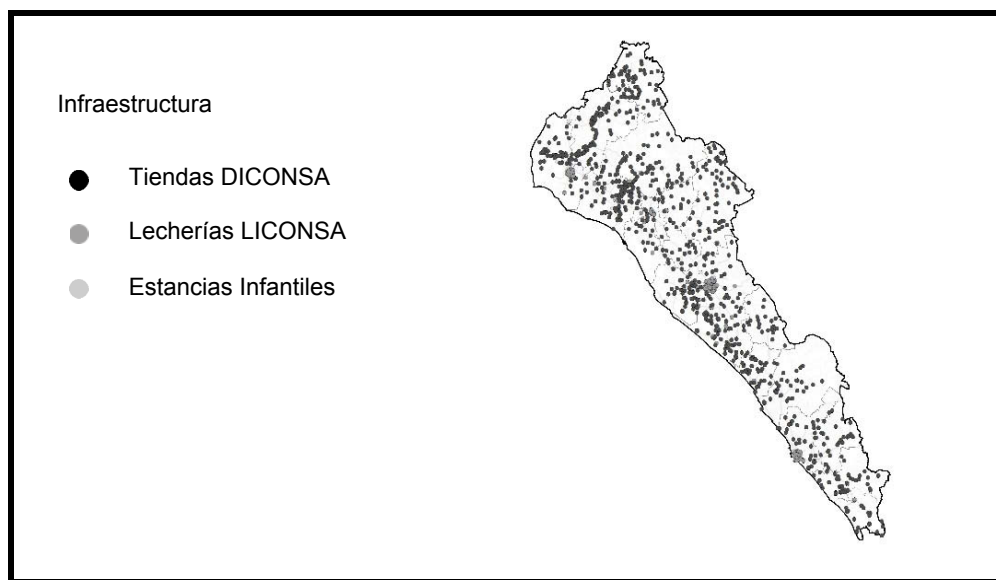 Infraestructura
Tiendas DICONSA
Lecherías LICONSA
Estancias Infantiles